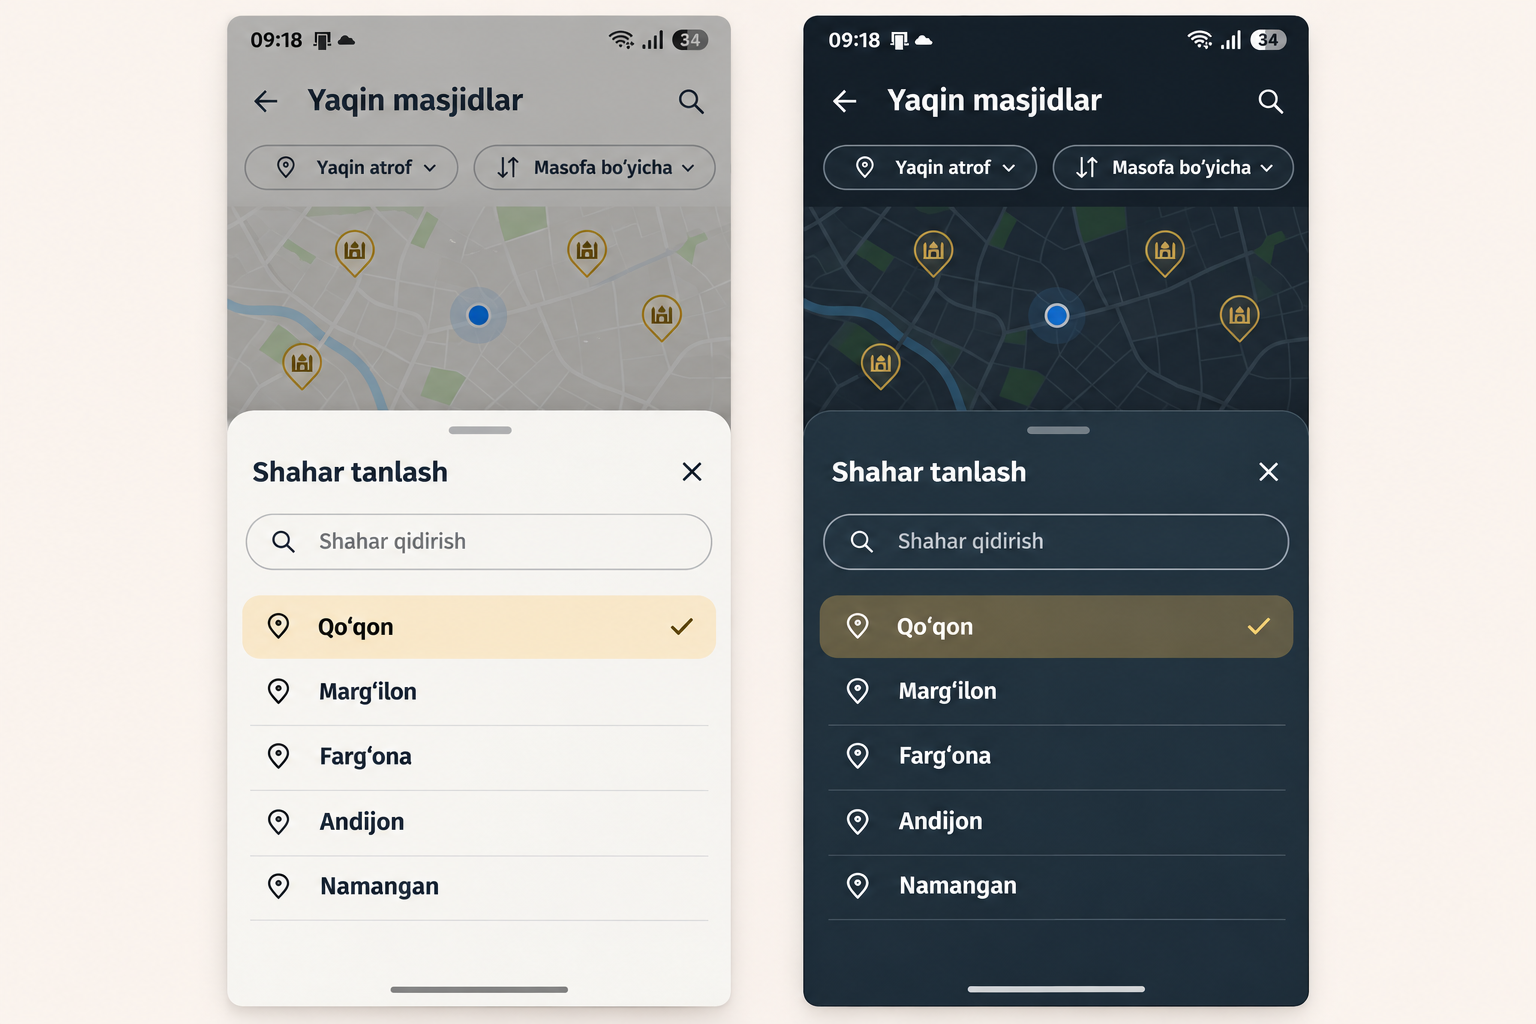 09:18 34
Yaqin masjidlar
Yaqin atrof Masofa bo‘yicha
Shahar tanlash
Shahar qidirish
Qo‘qon
Marg‘ilon
Farg‘ona
Andijon
Namangan
09:18 34
Yaqin masjidlar
Yaqin atrof Masofa bo‘yicha
Shahar tanlash
Shahar qidirish
Qo‘qon
Marg‘ilon
Farg‘ona
Andijon
Namangan